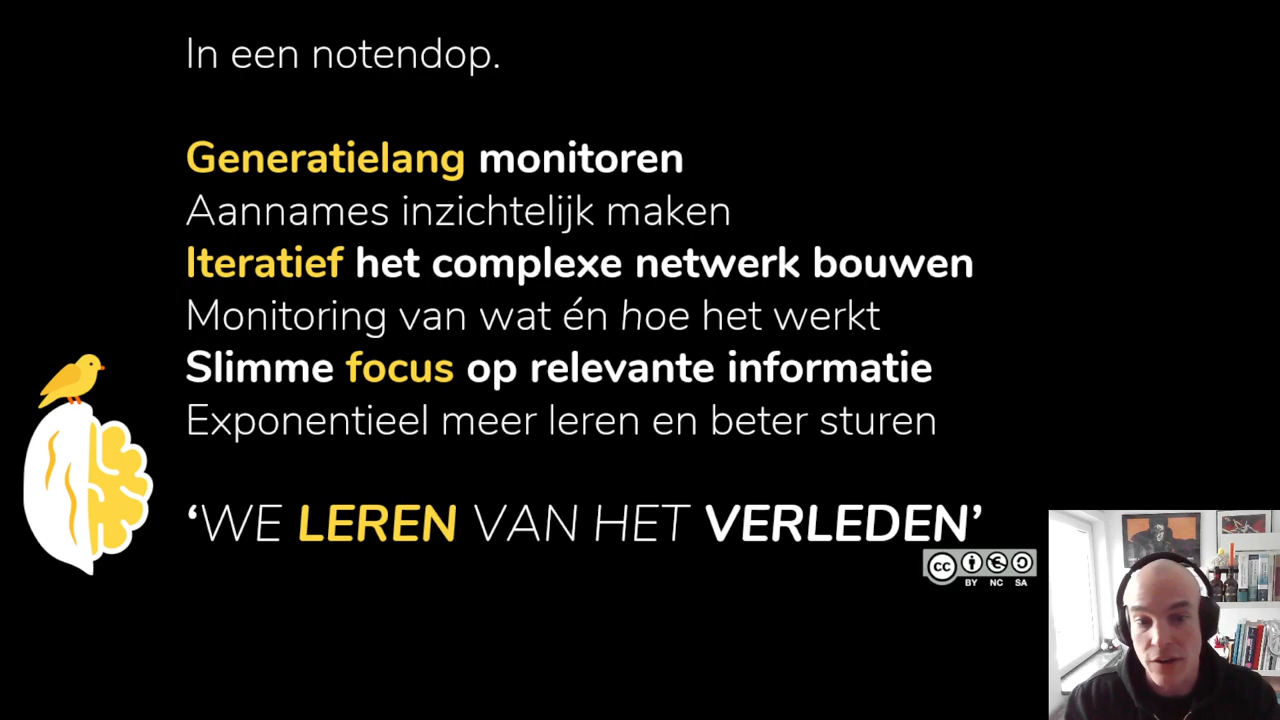 In een notendop.
Generatielang monitoren
Aannames inzichtelijk maken
Iteratief het complexe netwerk bouwen
Monitoring van wat én hoe het werkt
Slimme focus op relevante informatie
Exponentieel meer leren en beter sturen
‘WE LEREN VAN HET VERLEDEN’
cc
BY NC SA